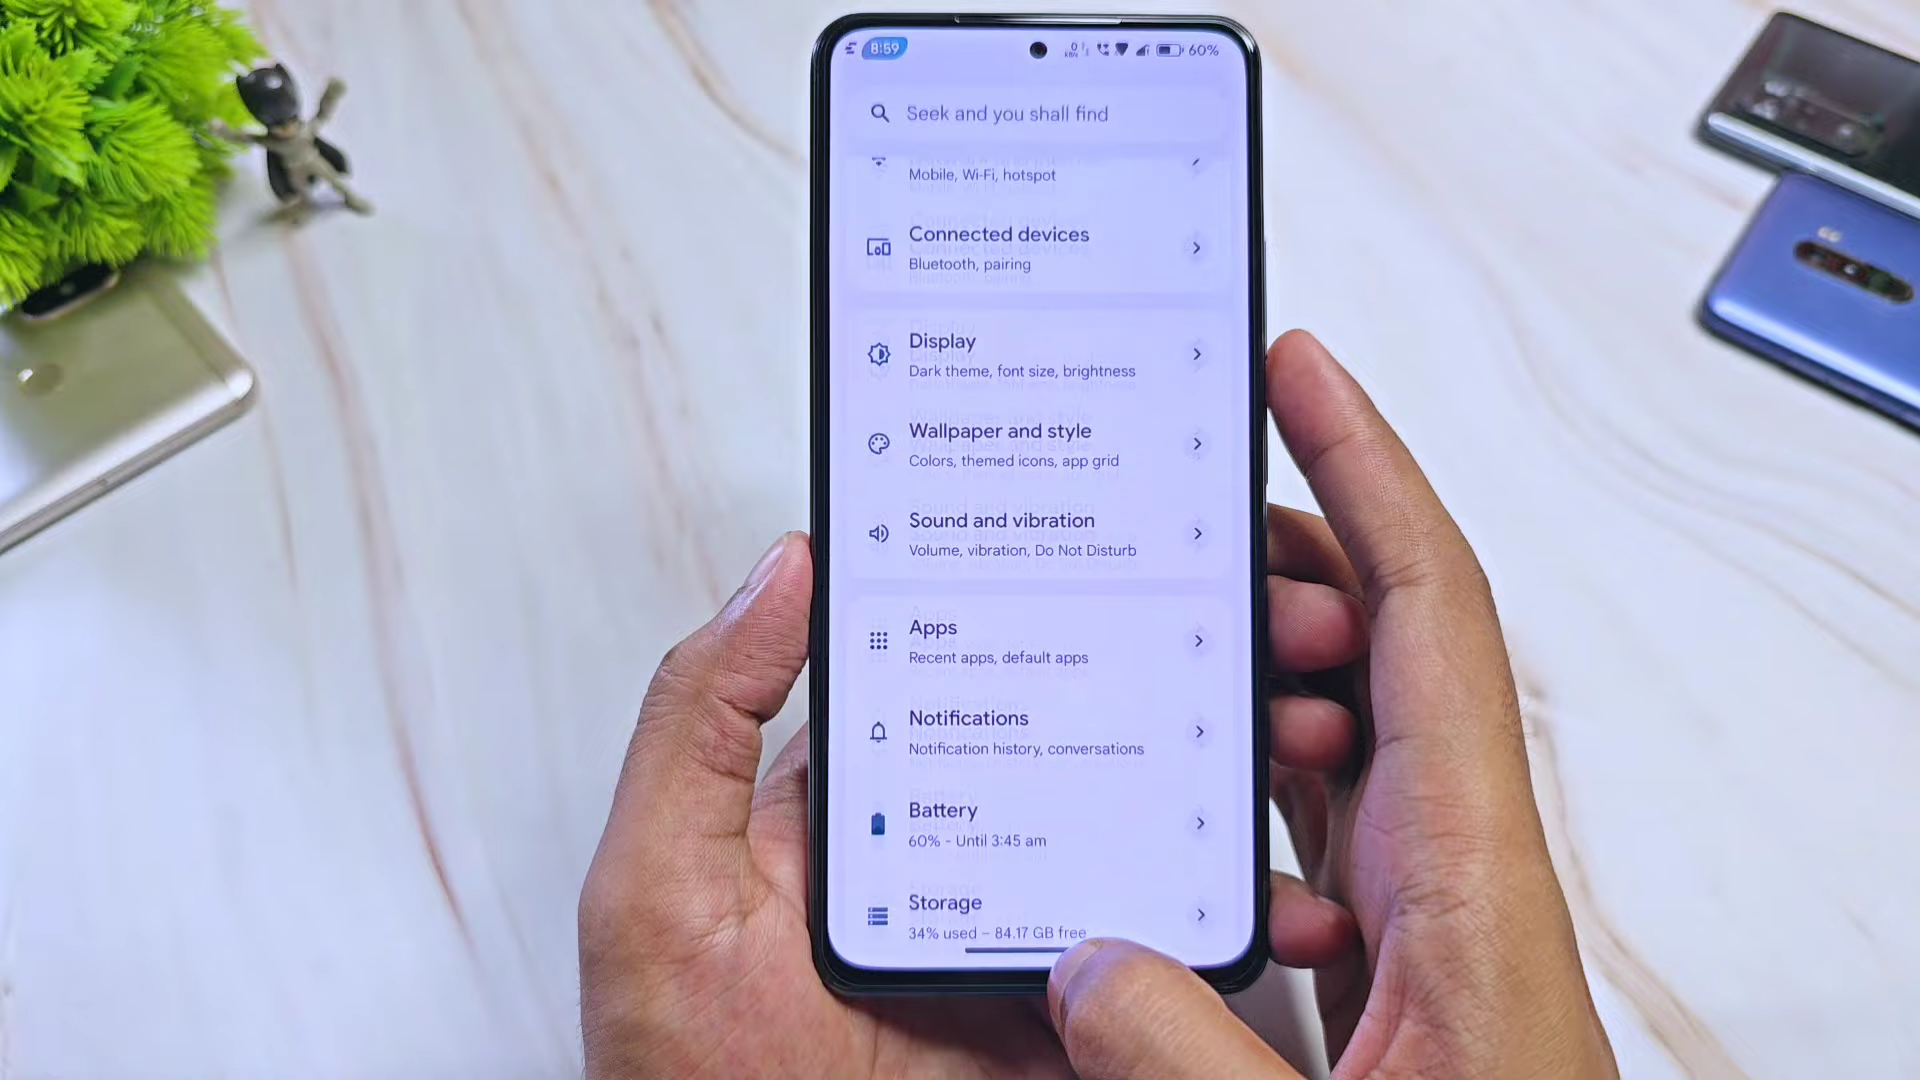 8:59
60%
Seek and you shall find
Mobile, Wi-Fi, hotspot
Connected devices
Bluetooth, pairing
Display
Dark theme, font size, brightness
Wallpaper and style
Colors, themed icons, app grid
Sound and vibration
Volume, vibration, Do Not Disturb
Apps
Recent apps, default apps
Notifications
Notification history, conversations
Battery
60% - Until 3:45 am
Storage
34% used – 84.17 GB free